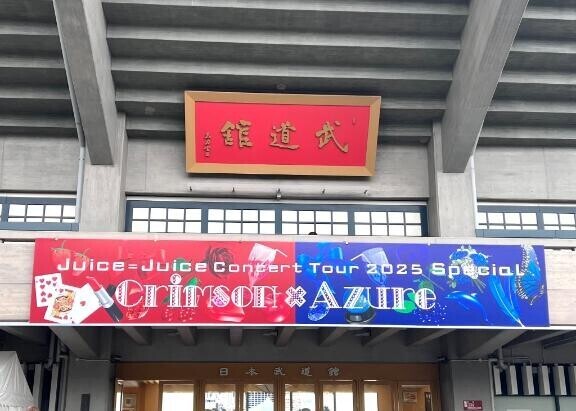 武道館
Juice=Juice Concert Tour 2025 Special
Crimson×Azure
日本武道館